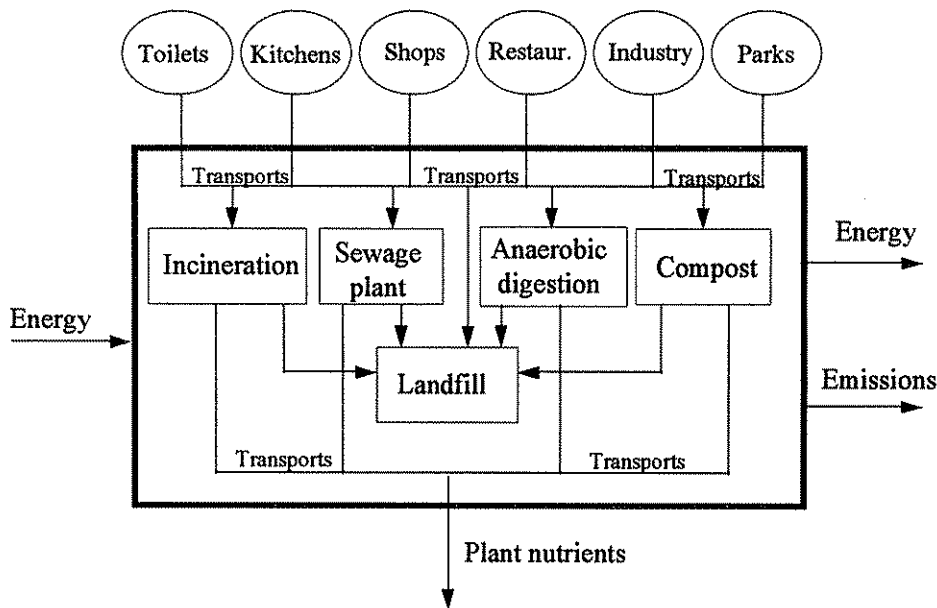 Toilets
Kitchens
Shops
Restaur.
Industry
Parks
Transports
Transports
Transports
Incineration
Sewage
plant
Anaerobic
digestion
Compost
Energy
Energy
Landfill
Emissions
Transports
Transports
Plant nutrients